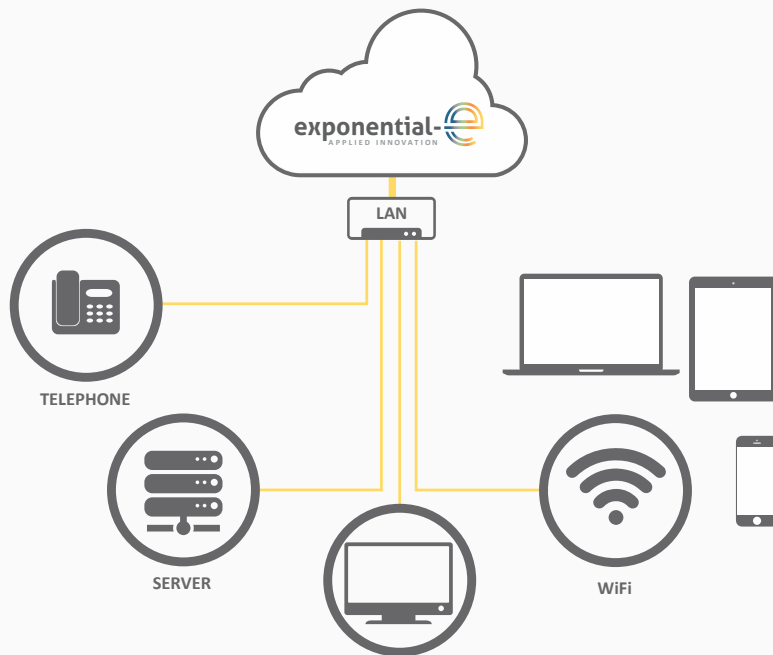 exponential-e
APPLIED INNOVATION
LAN
TELEPHONE
SERVER
WiFi